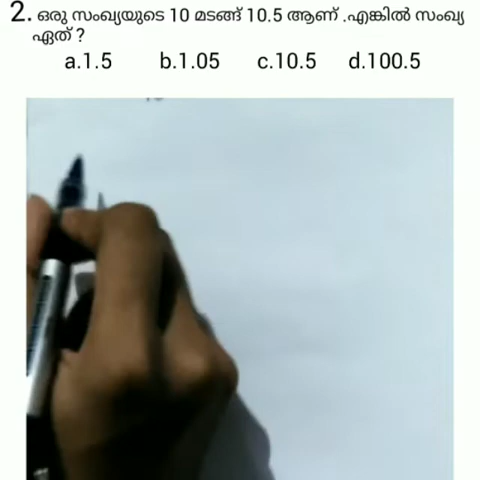 2. ഒരു സംഖ്യയുടെ 10 മടങ്ങ് 10.5 ആണ് .എങ്കിൽ സംഖ്യ
ഏത് ?
a.1.5 b.1.05 c.10.5 d.100.5